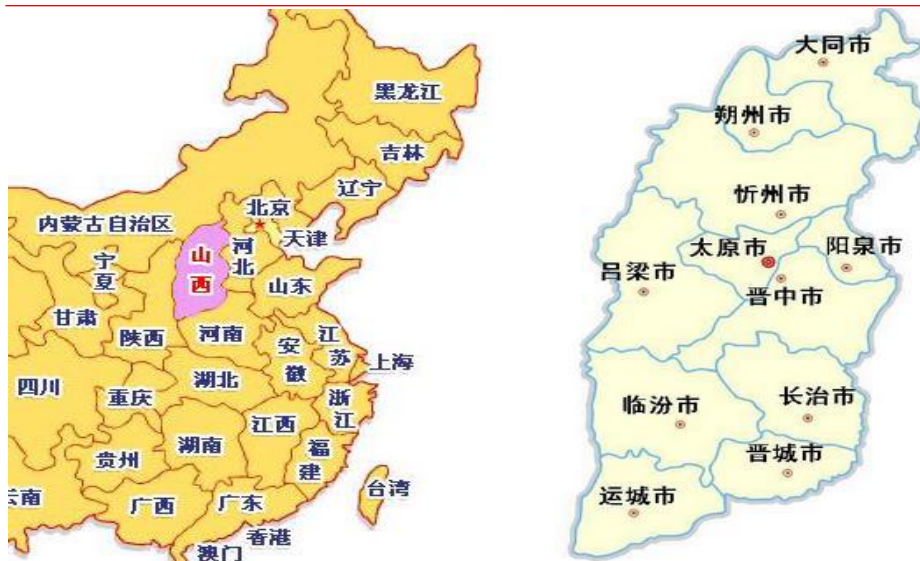 黑龙江
吉林
辽宁
北京
天津
内蒙古自治区
河北
山西
宁夏
山东
甘肃
陕西
河南
江苏
安徽
上海
四川
重庆
湖北
浙江
江西
湖南
贵州
福建
云南
广西
广东
台湾
香港
澳门
大同市
朔州市
忻州市
太原市
阳泉市
吕梁市
晋中市
长治市
临汾市
晋城市
运城市